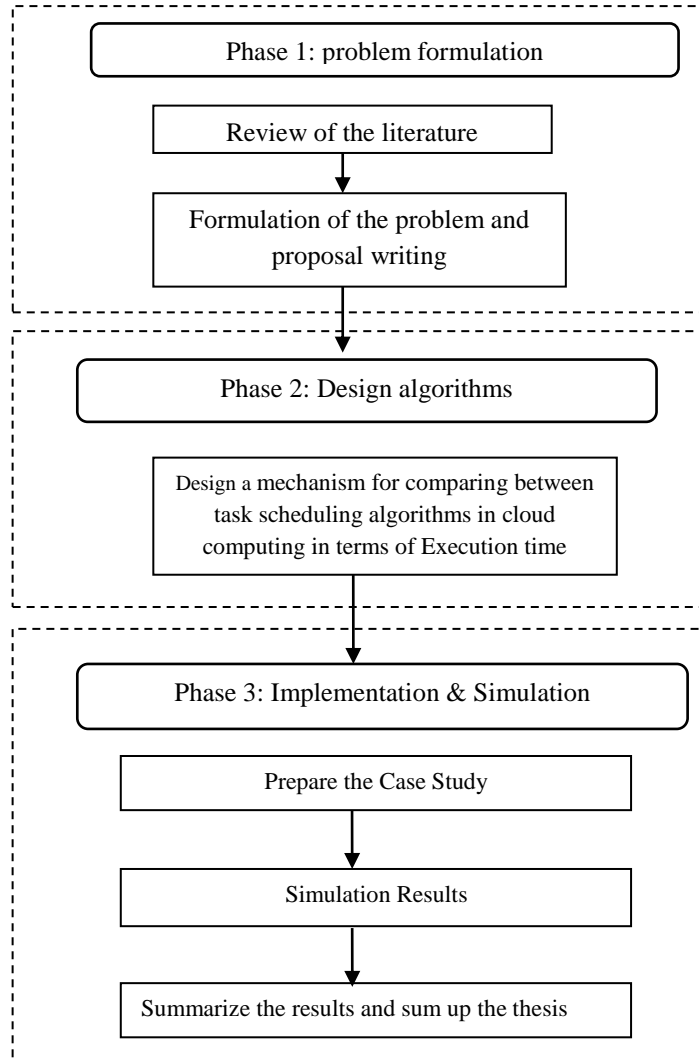 Phase 1: problem formulation
Review of the literature
Formulation of the problem and
proposal writing
Phase 2: Design algorithms
Design a mechanism for comparing between
task scheduling algorithms in cloud
computing in terms of Execution time
Phase 3: Implementation & Simulation
Prepare the Case Study
Simulation Results
Summarize the results and sum up the thesis